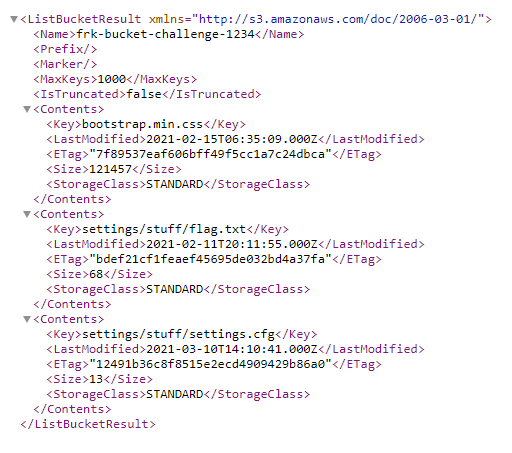 <ListBucketResult xmlns="http://s3.amazonaws.com/doc/2006-03-01/">
<Name>frk-bucket-challenge-1234</Name>
<Prefix/>
<Marker/>
<MaxKeys>1000</MaxKeys>
<IsTruncated>false</IsTruncated>
<Contents>
<Key>bootstrap.min.css</Key>
<LastModified>2021-02-15T06:35:09.000Z</LastModified>
<ETag>"7f89537eaf606bff49f5cc1a7c24dbca"</ETag>
<Size>121457</Size>
<StorageClass>STANDARD</StorageClass>
</Contents>
<Contents>
<Key>settings/stuff/flag.txt</Key>
<LastModified>2021-02-11T20:11:55.000Z</LastModified>
<ETag>"bdef21cf1feaef45695de032bd4a37fa"</ETag>
<Size>68</Size>
<StorageClass>STANDARD</StorageClass>
</Contents>
<Contents>
<Key>settings/stuff/settings.cfg</Key>
<LastModified>2021-03-10T14:10:41.000Z</LastModified>
<ETag>"12491b36c8f8515e2ecd4909429b86a0"</ETag>
<Size>13</Size>
<StorageClass>STANDARD</StorageClass>
</Contents>
</ListBucketResult>